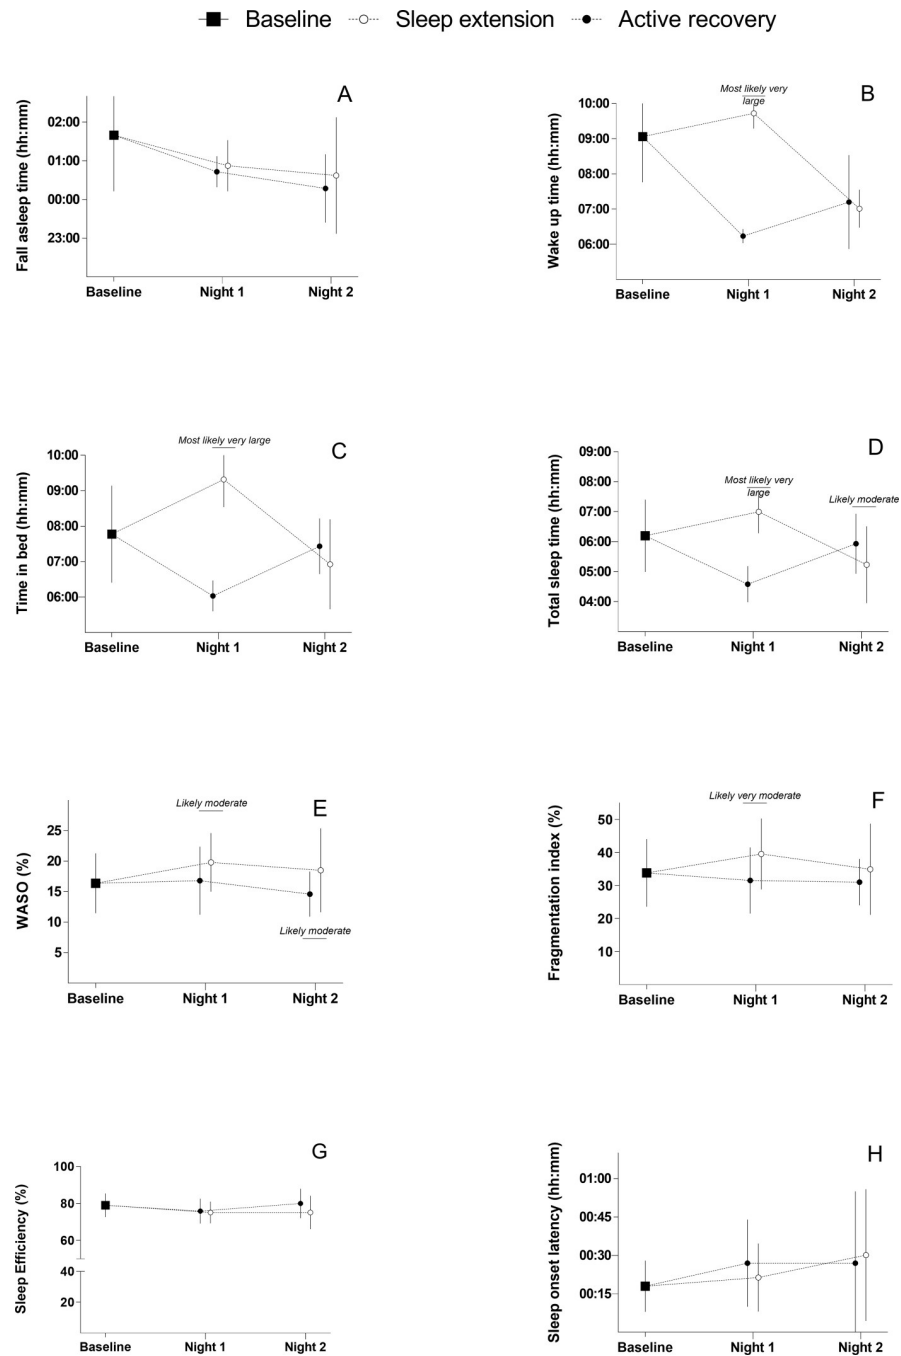 Baseline Sleep extension Active recovery
A
Fall asleep time (hh:mm)
02:00
01:00
00:00
23:00
Baseline Night 1 Night 2
B
Most likely very
large
Wake up time (hh:mm)
10:00
09:00
08:00
07:00
06:00
Baseline Night 1 Night 2
C
Most likely very large
Time in bed (hh:mm)
10:00
09:00
08:00
07:00
06:00
Baseline Night 1 Night 2
D
Most likely very
large
Likely moderate
Total sleep time (hh:mm)
09:00
08:00
07:00
06:00
05:00
04:00
Baseline Night 1 Night 2
E
Likely moderate
WASO (%)
25
20
15
10
5
Likely moderate
Baseline Night 1 Night 2
F
Likely very moderate
Fragmentation index (%)
50
40
30
20
10
Baseline Night 1 Night 2
G
Sleep Efficiency (%)
100
80
60
40
20
Baseline Night 1 Night 2
H
Sleep onset latency (hh:mm)
01:00
00:45
00:30
00:15
Baseline Night 1 Night 2